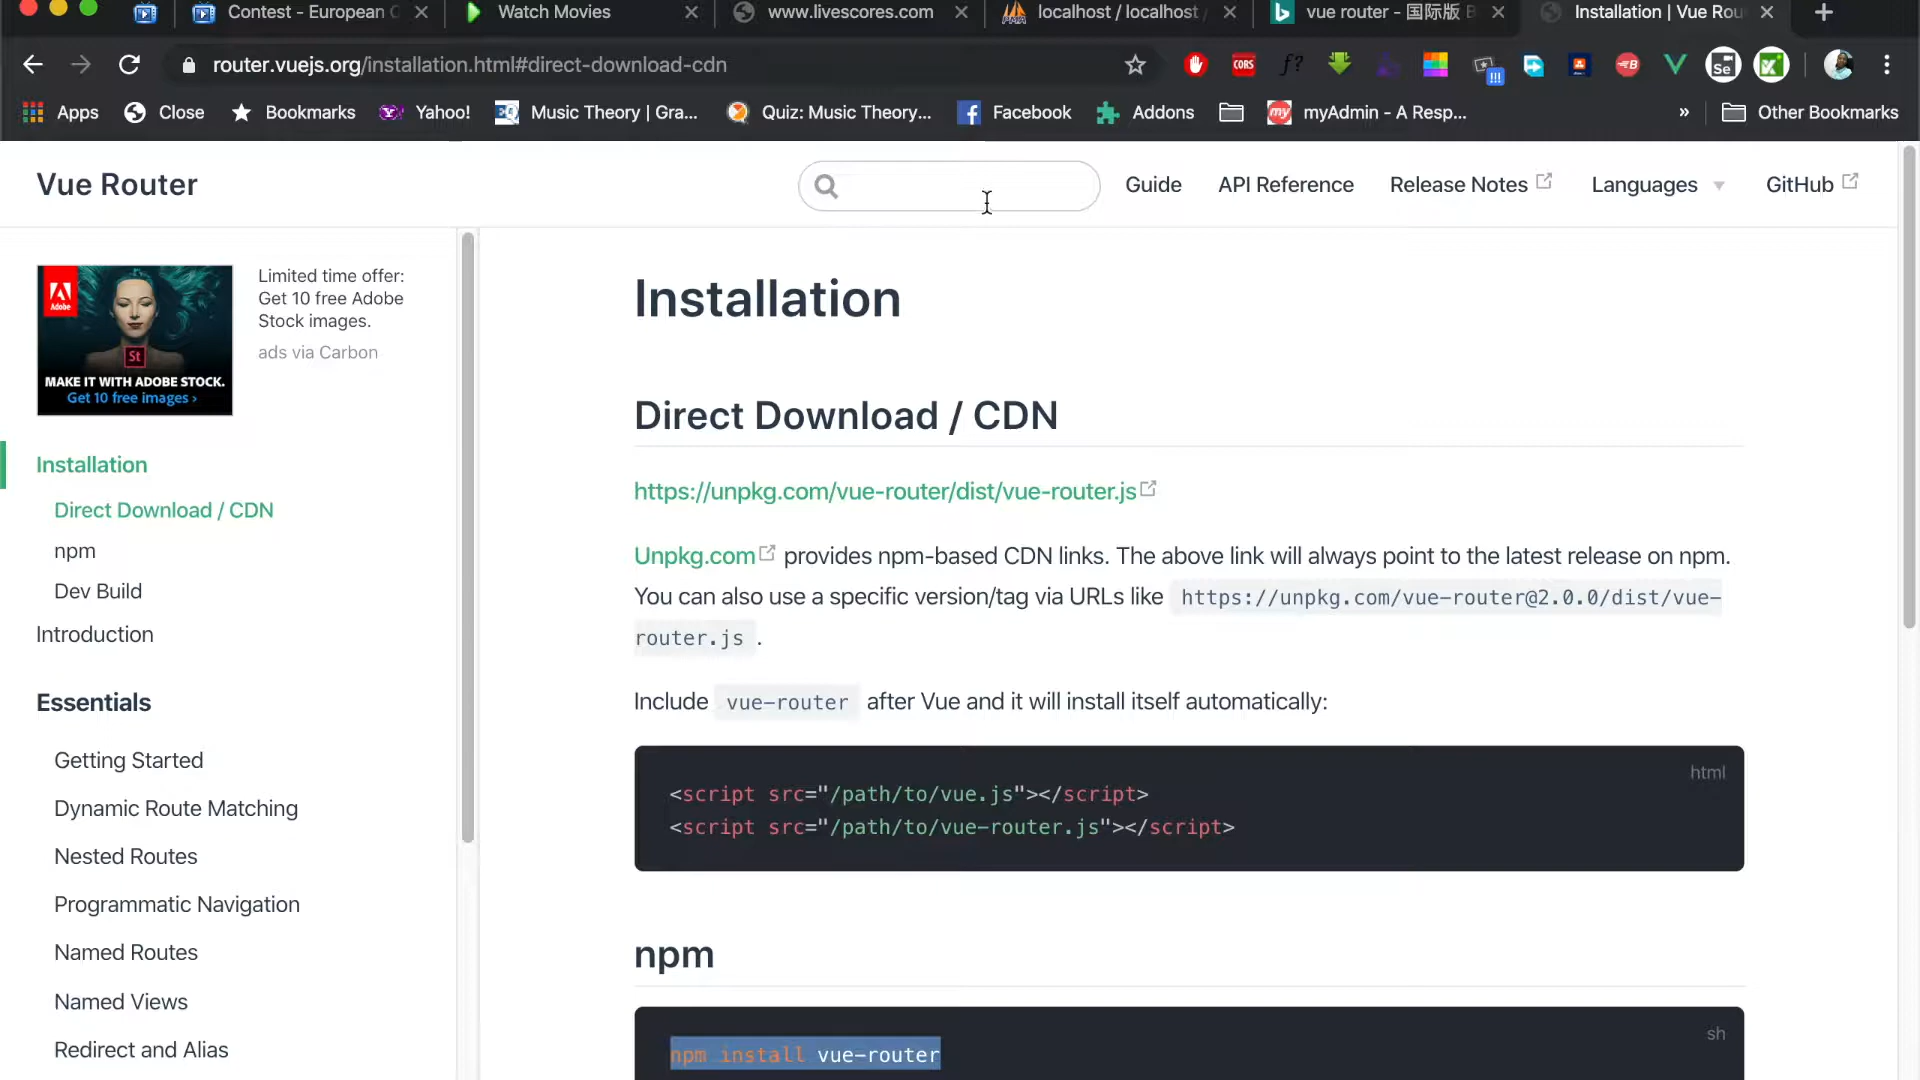 Contest - European
Watch Movies
www.livescores.com
localhost / localhost
vue router - 国际版
Installation | Vue Rou
router.vuejs.org/installation.html#direct-download-cdn
CORS
f?
Se
Apps
Close
Bookmarks
Yahoo!
Music Theory | Gra...
Quiz: Music Theory...
Facebook
Addons
my
myAdmin - A Resp...
»
Other Bookmarks
Vue Router
Guide
API Reference
Release Notes
Languages
GitHub
Adobe
St
MAKE IT WITH ADOBE STOCK.
Get 10 free images ›
Limited time offer:
Get 10 free Adobe
Stock images.
ads via Carbon
Installation
Direct Download / CDN
npm
Dev Build
Introduction
Essentials
Getting Started
Dynamic Route Matching
Nested Routes
Programmatic Navigation
Named Routes
Named Views
Redirect and Alias
Installation
Direct Download / CDN
https://unpkg.com/vue-router/dist/vue-router.js
Unpkg.com provides npm-based CDN links. The above link will always point to the latest release on npm.
You can also use a specific version/tag via URLs like https://unpkg.com/vue-router@2.0.0/dist/vue-
router.js .
Include vue-router after Vue and it will install itself automatically:
html
<script src="/path/to/vue.js"></script>
<script src="/path/to/vue-router.js"></script>
npm
sh
npm install vue-router